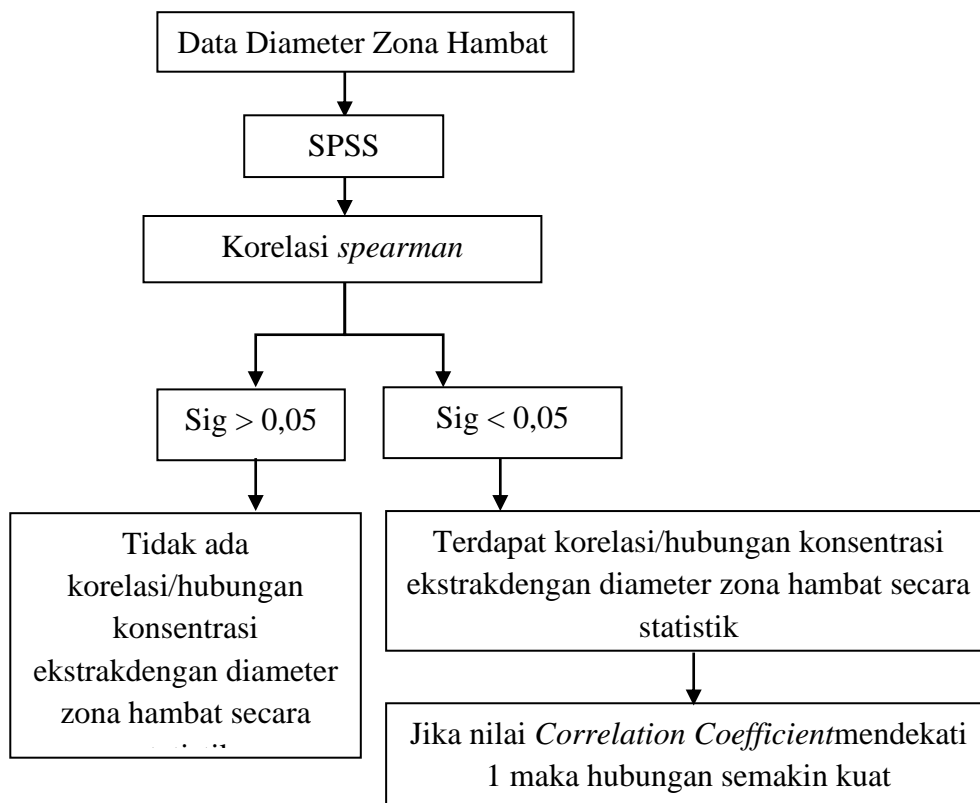 Data Diameter Zona Hambat
SPSS
Korelasi spearman
Sig > 0,05
Sig < 0,05
Tidak ada
korelasi/hubungan
konsentrasi
ekstrakdengan diameter
zona hambat secara
Terdapat korelasi/hubungan konsentrasi
ekstrakdengan diameter zona hambat secara
statistik
Jika nilai Correlation Coefficientmendekati
1 maka hubungan semakin kuat